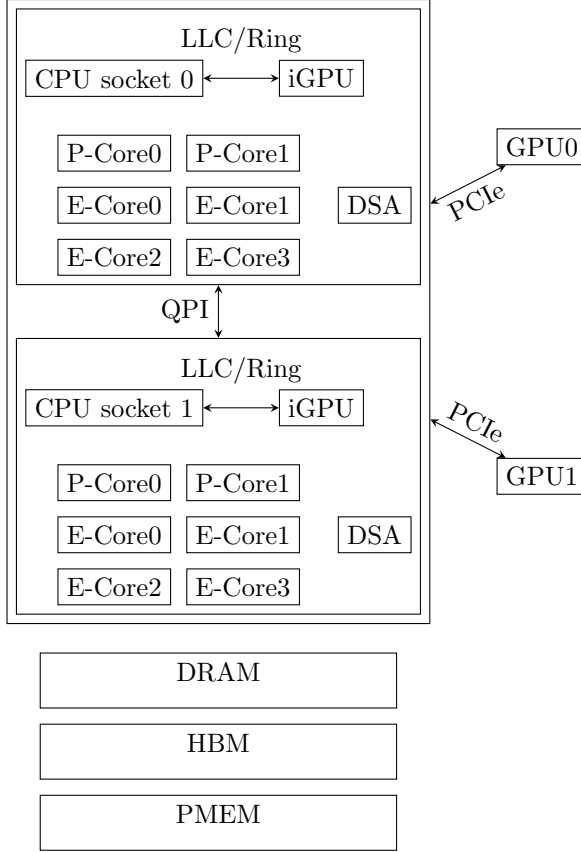 LLC/Ring
CPU socket 0 iGPU
P-Core0 P-Core1
E-Core0 E-Core1 DSA
E-Core2 E-Core3
GPU0
PCIe
QPI
LLC/Ring
CPU socket 1 iGPU
P-Core0 P-Core1
E-Core0 E-Core1 DSA
E-Core2 E-Core3
PCIe
GPU1
DRAM
HBM
PMEM